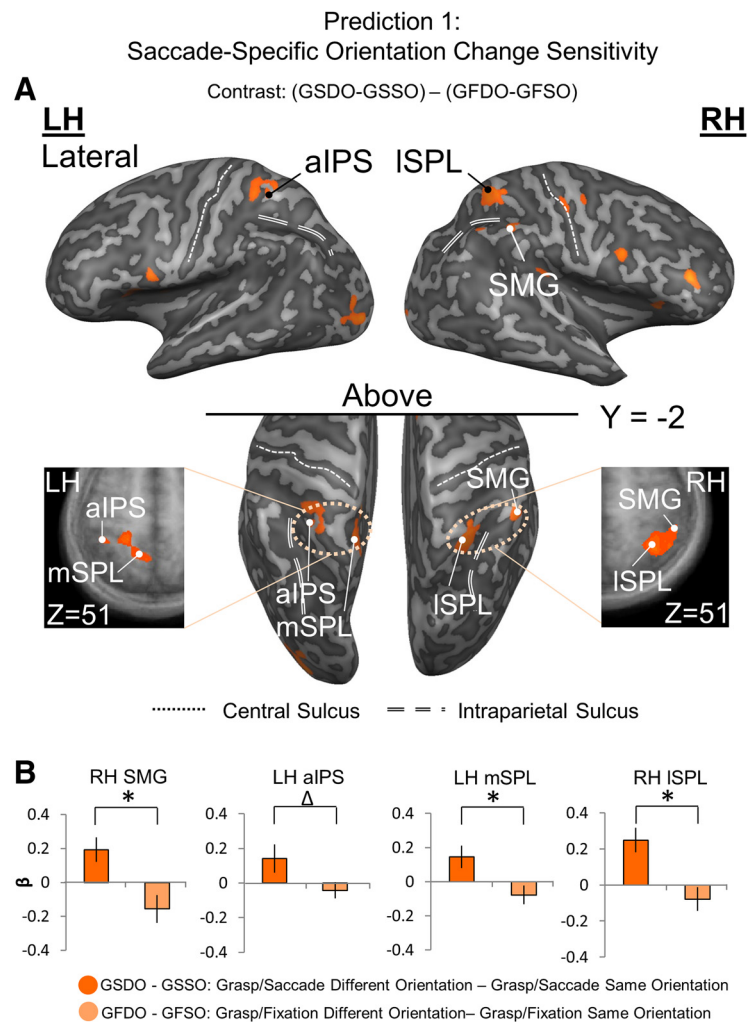 Prediction 1:
Saccade-Specific Orientation Change Sensitivity
A
Contrast: (GSDO-GSSO) – (GFDO-GFSO)
LH
RH
Lateral
aIPS
lSPL
SMG
Above
Y = -2
LH
aIPS
mSPL
Z=51
aIPS
mSPL
SMG
lSPL
RH
SMG
lSPL
Z=51
Central Sulcus
Intraparietal Sulcus
B
RH SMG
LH aIPS
LH mSPL
RH lSPL
*
Δ
*
*
β
0.4
0.2
0
-0.2
-0.4
0.4
0.2
0
-0.2
-0.4
0.4
0.2
0
-0.2
-0.4
0.4
0.2
0
-0.2
-0.4
GSDO - GSSO: Grasp/Saccade Different Orientation – Grasp/Saccade Same Orientation
GFDO - GFSO: Grasp/Fixation Different Orientation– Grasp/Fixation Same Orientation